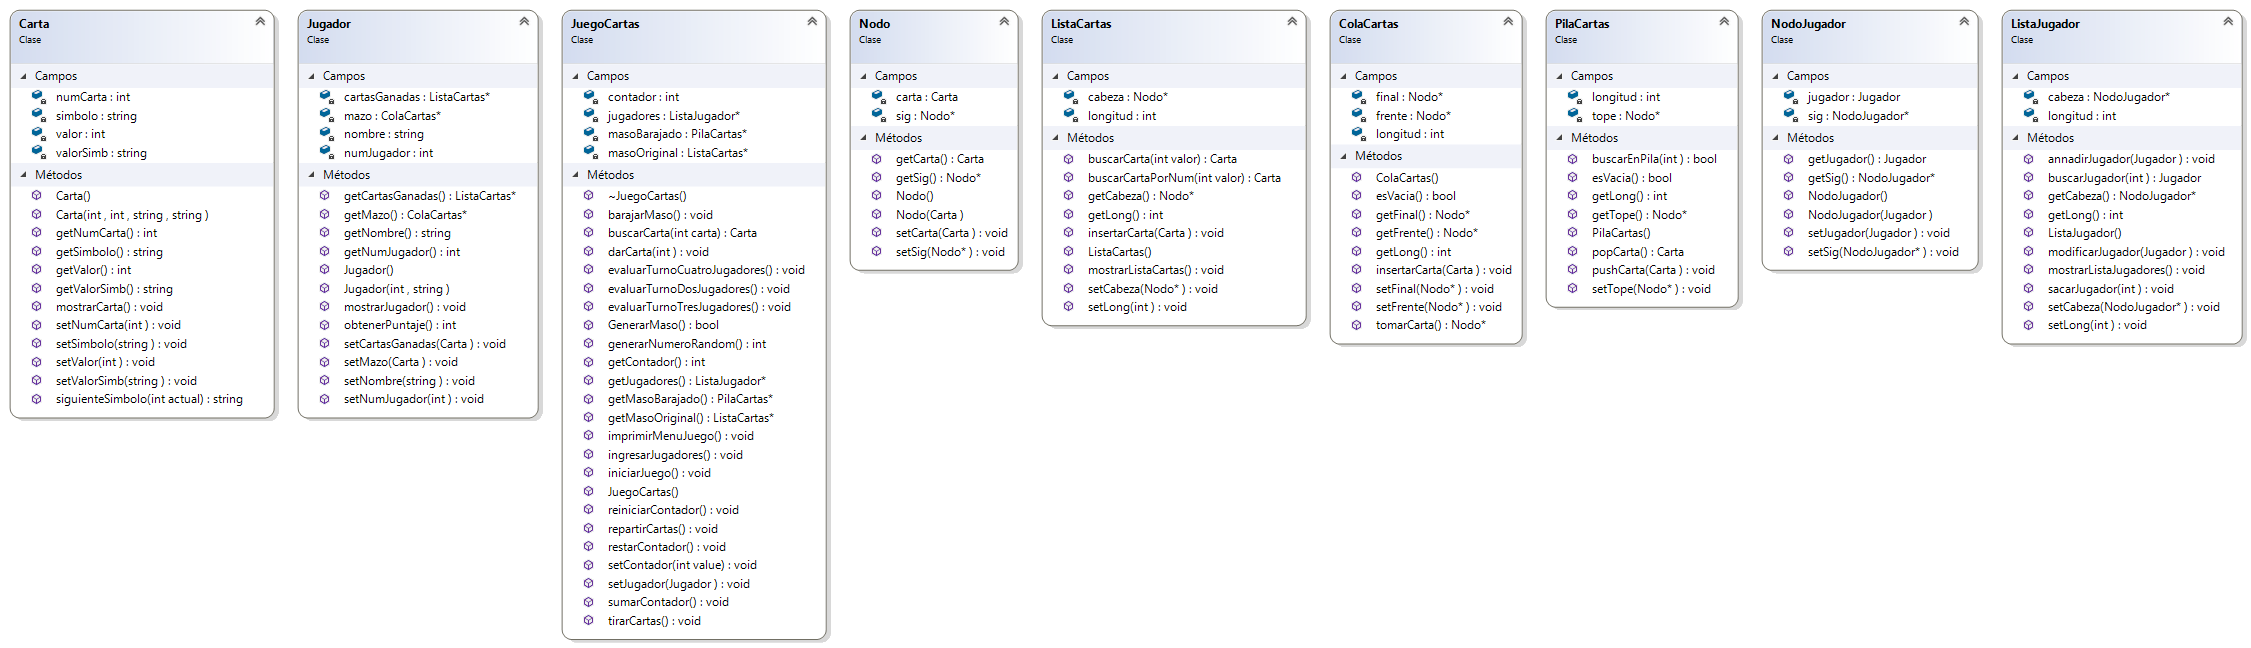 Carta
Clase
Campos
numCarta : int
simbolo : string
valor : int
valorSimb : string
Métodos
Carta()
Carta(int , int , string , string )
getNumCarta() : int
getSimbolo() : string
getValor() : int
getValorSimb() : string
mostrarCarta() : void
setNumCarta(int ) : void
setSimbolo(string ) : void
setValor(int ) : void
setValorSimb(string ) : void
siguienteSimbolo(int actual) : string
Jugador
Clase
Campos
cartasGanadas : ListaCartas*
mazo : ColaCartas*
nombre : string
numJugador : int
Métodos
getCartasGanadas() : ListaCartas*
getMazo() : ColaCartas*
getNombre() : string
getNumJugador() : int
Jugador()
Jugador(int , string )
mostrarJugador() : void
obtenerPuntaje() : int
setCartasGanadas(Carta ) : void
setMazo(Carta ) : void
setNombre(string ) : void
setNumJugador(int ) : void
JuegoCartas
Clase
Campos
contador : int
jugadores : ListaJugador*
masoBarajado : PilaCartas*
masoOriginal : ListaCartas*
Métodos
~JuegoCartas()
barajarMaso() : void
buscarCarta(int carta) : Carta
darCarta(int ) : void
evaluarTurnoCuatroJugadores() : void
evaluarTurnoDosJugadores() : void
evaluarTurnoTresJugadores() : void
GenerarMaso() : bool
generarNumeroRandom() : int
getContador() : int
getJugadores() : ListaJugador*
getMasoBarajado() : PilaCartas*
getMasoOriginal() : ListaCartas*
imprimirMenuJuego() : void
ingresarJugadores() : void
iniciarJuego() : void
JuegoCartas()
reiniciarContador() : void
repartirCartas() : void
restarContador() : void
setContador(int value) : void
setJugador(Jugador ) : void
sumarContador() : void
tirarCartas() : void
Nodo
Clase
Campos
carta : Carta
sig : Nodo*
Métodos
getCarta() : Carta
getSig() : Nodo*
Nodo()
Nodo(Carta )
setCarta(Carta ) : void
setSig(Nodo* ) : void
ListaCartas
Clase
Campos
cabeza : Nodo*
longitud : int
Métodos
buscarCarta(int valor) : Carta
buscarCartaPorNum(int valor) : Carta
getCabeza() : Nodo*
getLong() : int
insertarCarta(Carta ) : void
ListaCartas()
mostrarListaCartas() : void
setCabeza(Nodo* ) : void
setLong(int ) : void
ColaCartas
Clase
Campos
final : Nodo*
frente : Nodo*
longitud : int
Métodos
ColaCartas()
esVacia() : bool
getFinal() : Nodo*
getFrente() : Nodo*
getLong() : int
insertarCarta(Carta ) : void
setFinal(Nodo* ) : void
setFrente(Nodo* ) : void
tomarCarta() : Nodo*
PilaCartas
Clase
Campos
longitud : int
tope : Nodo*
Métodos
buscarEnPila(int ) : bool
esVacia() : bool
getLong() : int
getTope() : Nodo*
PilaCartas()
popCarta() : Carta
pushCarta(Carta ) : void
setTope(Nodo* ) : void
NodoJugador
Clase
Campos
jugador : Jugador
sig : NodoJugador*
Métodos
getJugador() : Jugador
getSig() : NodoJugador*
NodoJugador()
NodoJugador(Jugador )
setJugador(Jugador ) : void
setSig(NodoJugador* ) : void
ListaJugador
Clase
Campos
cabeza : NodoJugador*
longitud : int
Métodos
annadirJugador(Jugador ) : void
buscarJugador(int ) : Jugador
getCabeza() : NodoJugador*
getLong() : int
ListaJugador()
modificarJugador(Jugador ) : void
mostrarListaJugadores() : void
sacarJugador(int ) : void
setCabeza(NodoJugador* ) : void
setLong(int ) : void